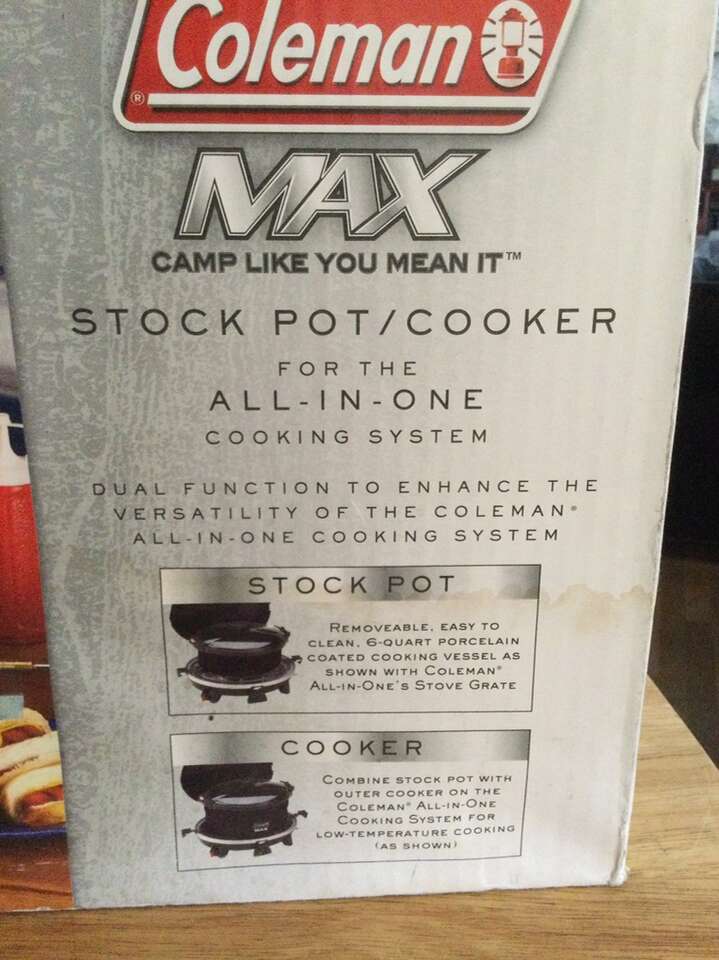 Coleman
®
MAX
CAMP LIKE YOU MEAN IT™
STOCK POT/COOKER
FOR THE
ALL-IN-ONE
COOKING SYSTEM
DUAL FUNCTION TO ENHANCE THE
VERSATILITY OF THE COLEMAN®
ALL-IN-ONE COOKING SYSTEM
STOCK POT
REMOVEABLE, EASY TO
CLEAN, 6-QUART PORCELAIN
COATED COOKING VESSEL AS
SHOWN WITH COLEMAN®
ALL-IN-ONE'S STOVE GRATE
COOKER
COMBINE STOCK POT WITH
OUTER COOKER ON THE
COLEMAN® ALL-IN-ONE
COOKING SYSTEM FOR
LOW-TEMPERATURE COOKING
(AS SHOWN)
MAX